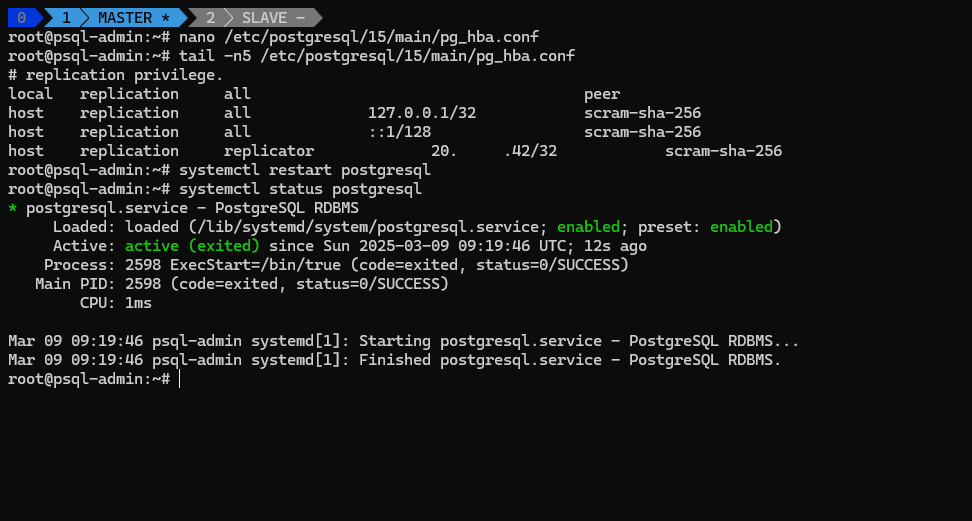 0 1 MASTER * 2 SLAVE -
root@psql-admin:~# nano /etc/postgresql/15/main/pg_hba.conf
root@psql-admin:~# tail -n5 /etc/postgresql/15/main/pg_hba.conf
# replication privilege.
local   replication     all                                     peer
host    replication     all             127.0.0.1/32            scram-sha-256
host    replication     all             ::1/128                 scram-sha-256
host    replication     replicator             20.     .42/32            scram-sha-256
root@psql-admin:~# systemctl restart postgresql
root@psql-admin:~# systemctl status postgresql
* postgresql.service - PostgreSQL RDBMS
     Loaded: loaded (/lib/systemd/system/postgresql.service; enabled; preset: enabled)
     Active: active (exited) since Sun 2025-03-09 09:19:46 UTC; 12s ago
    Process: 2598 ExecStart=/bin/true (code=exited, status=0/SUCCESS)
   Main PID: 2598 (code=exited, status=0/SUCCESS)
        CPU: 1ms

Mar 09 09:19:46 psql-admin systemd[1]: Starting postgresql.service - PostgreSQL RDBMS...
Mar 09 09:19:46 psql-admin systemd[1]: Finished postgresql.service - PostgreSQL RDBMS.
root@psql-admin:~#